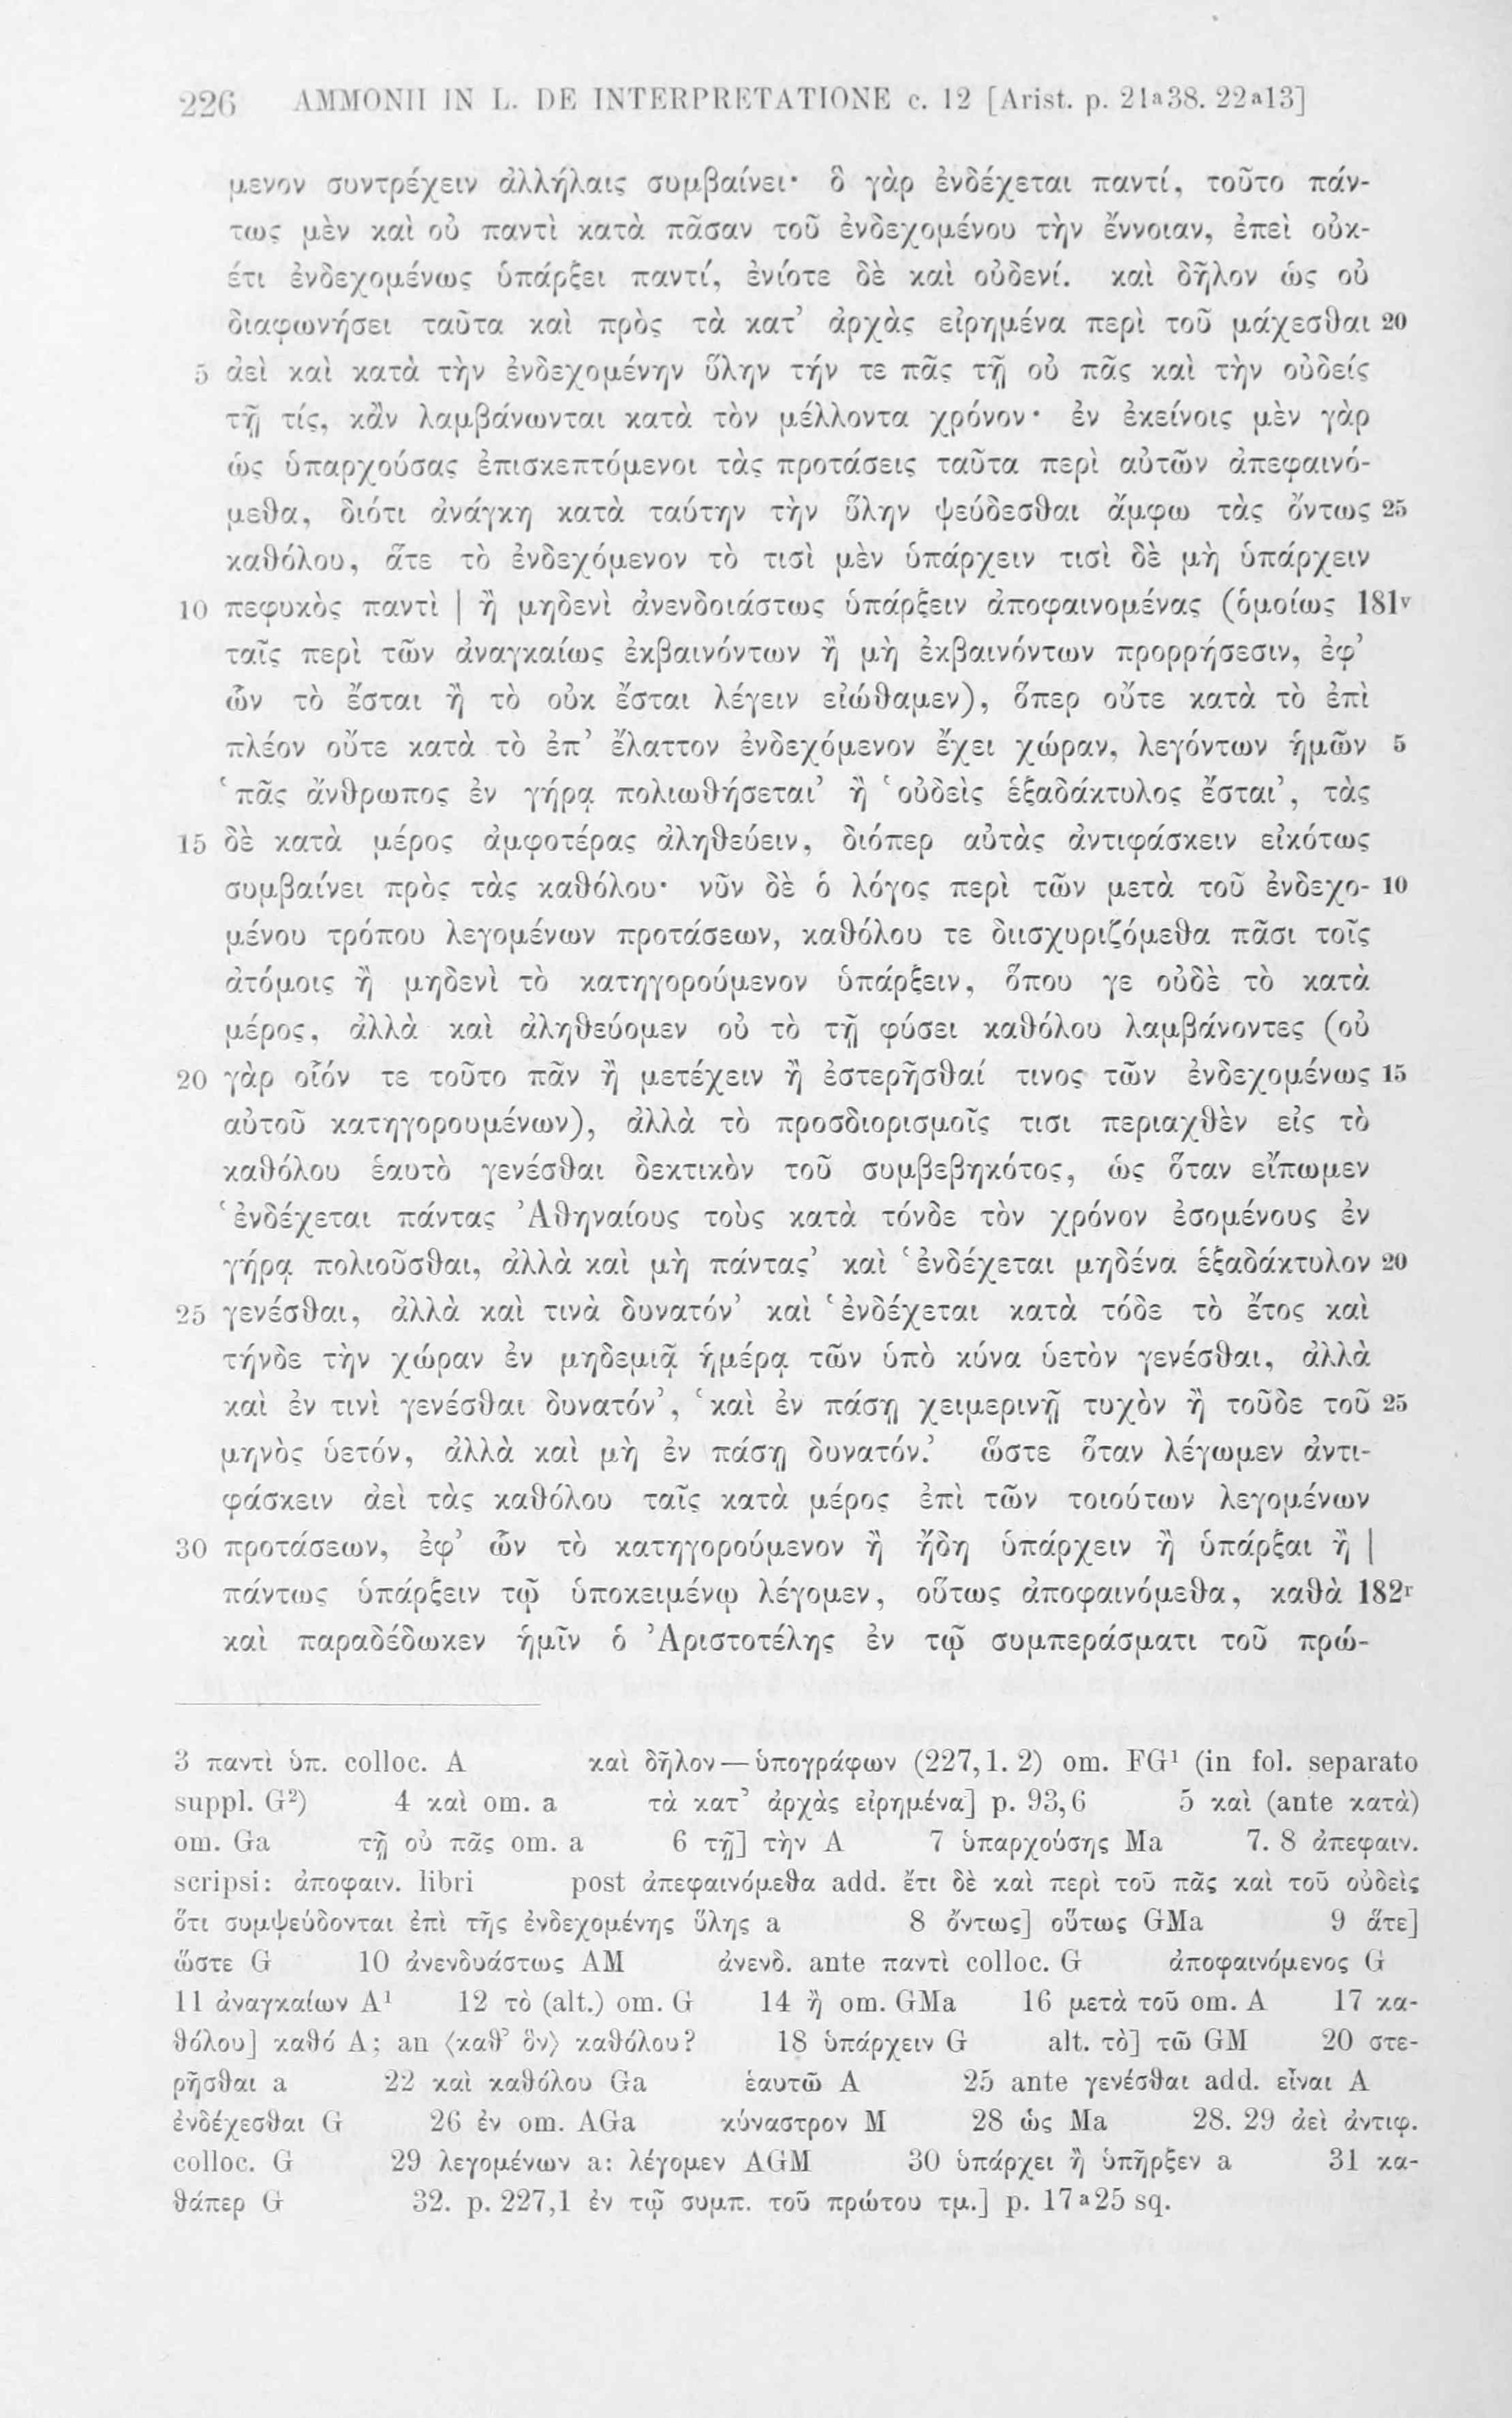 226 AMMONII IN L. DE INTERPRETATIONE c. 12 [Arist. p. 21ᵃ38. 22ᵃ13]
μενον συντρέχειν ἀλλήλαις συμβαίνει· ὃ γὰρ ἐνδέχεται παντί, τοῦτο πάν-
τως μὲν καὶ οὐ παντὶ κατὰ πᾶσαν τοῦ ἐνδεχομένου τὴν ἔννοιαν, ἐπεὶ οὐκ-
έτι ἐνδεχομένως ὑπάρξει παντί, ἐνίοτε δὲ καὶ οὐδενί. καὶ δῆλον ὡς οὐ
διαφωνήσει ταῦτα καὶ πρὸς τὰ κατ’ ἀρχὰς εἰρημένα περὶ τοῦ μάχεσθαι 20
5 ἀεὶ καὶ κατὰ τὴν ἐνδεχομένην ὕλην τήν τε πᾶς τῇ οὐ πᾶς καὶ τὴν οὐδείς
τῇ τίς, κἂν λαμβάνωνται κατὰ τὸν μέλλοντα χρόνον· ἐν ἐκείνοις μὲν γὰρ
ὡς ὑπαρχούσας ἐπισκεπτόμενοι τὰς προτάσεις ταῦτα περὶ αὐτῶν ἀπεφαινό-
μεθα, διότι ἀνάγκη κατὰ ταύτην τὴν ὕλην ψεύδεσθαι ἄμφω τὰς ὄντως 25
καθόλου, ἅτε τὸ ἐνδεχόμενον τὸ τισὶ μὲν ὑπάρχειν τισὶ δὲ μὴ ὑπάρχειν
10 πεφυκὸς παντὶ | ἢ μηδενὶ ἀνενδοιάστως ὑπάρξειν ἀποφαινομένας (ὁμοίως 181ᵛ
ταῖς περὶ τῶν ἀναγκαίως ἐκβαινόντων ἢ μὴ ἐκβαινόντων προρρήσεσιν, ἐφ’
ὧν τὸ ἔσται ἢ τὸ οὐκ ἔσται λέγειν εἰώθαμεν), ὅπερ οὔτε κατὰ τὸ ἐπὶ
πλέον οὔτε κατὰ τὸ ἐπ’ ἔλαττον ἐνδεχόμενον ἔχει χώραν, λεγόντων ἡμῶν 5
‘πᾶς ἄνθρωπος ἐν γήρᾳ πολιωθήσεται’ ἢ ‘οὐδεὶς ἑξαδάκτυλος ἔσται’, τὰς
15 δὲ κατὰ μέρος ἀμφοτέρας ἀληθεύειν, διόπερ αὐτὰς ἀντιφάσκειν εἰκότως
συμβαίνει πρὸς τὰς καθόλου· νῦν δὲ ὁ λόγος περὶ τῶν μετὰ τοῦ ἐνδεχο- 10
μένου τρόπου λεγομένων προτάσεων, καθόλου τε διισχυριζόμεθα πᾶσι τοῖς
ἀτόμοις ἢ μηδενὶ τὸ κατηγορούμενον ὑπάρξειν, ὅπου γε οὐδὲ τὸ κατὰ
μέρος, ἀλλὰ καὶ ἀληθεύομεν οὐ τὸ τῇ φύσει καθόλου λαμβάνοντες (οὐ
20 γὰρ οἷόν τε τοῦτο πᾶν ἢ μετέχειν ἢ ἐστερῆσθαί τινος τῶν ἐνδεχομένως 15
αὐτοῦ κατηγορουμένων), ἀλλὰ τὸ προσδιορισμοῖς τισι περιαχθὲν εἰς τὸ
καθόλου ἑαυτὸ γενέσθαι δεκτικὸν τοῦ συμβεβηκότος, ὡς ὅταν εἴπωμεν
‘ἐνδέχεται πάντας Ἀθηναίους τοὺς κατὰ τόνδε τὸν χρόνον ἐσομένους ἐν
γήρᾳ πολιοῦσθαι, ἀλλὰ καὶ μὴ πάντας’ καὶ ‘ἐνδέχεται μηδένα ἑξαδάκτυλον 20
25 γενέσθαι, ἀλλὰ καὶ τινὰ δυνατόν’ καὶ ‘ἐνδέχεται κατὰ τόδε τὸ ἔτος καὶ
τήνδε τὴν χώραν ἐν μηδεμιᾷ ἡμέρᾳ τῶν ὑπὸ κύνα ὑετὸν γενέσθαι, ἀλλὰ
καὶ ἐν τινὶ γενέσθαι δυνατόν’, ‘καὶ ἐν πάσῃ χειμερινῇ τυχὸν ἢ τοῦδε τοῦ 25
μηνὸς ὑετόν, ἀλλὰ καὶ μὴ ἐν πάσῃ δυνατόν.’ ὥστε ὅταν λέγωμεν ἀντι-
φάσκειν ἀεὶ τὰς καθόλου ταῖς κατὰ μέρος ἐπὶ τῶν τοιούτων λεγομένων
30 προτάσεων, ἐφ’ ὧν τὸ κατηγορούμενον ἢ ἤδη ὑπάρχειν ἢ ὑπάρξαι ἢ |
πάντως ὑπάρξειν τῷ ὑποκειμένῳ λέγομεν, οὕτως ἀποφαινόμεθα, καθὰ 182ʳ
καὶ παραδέδωκεν ἡμῖν ὁ Ἀριστοτέλης ἐν τῷ συμπεράσματι τοῦ πρώ-
3 παντὶ ὑπ. colloc. A καὶ δῆλον — ὑπογράφων (227,1. 2) om. FG¹ (in fol. separato
suppl. G²) 4 καὶ om. a τὰ κατ’ ἀρχὰς εἰρημένα] p. 93,6 5 καὶ (ante κατὰ)
om. Ga τῇ οὐ πᾶς om. a 6 τῇ] τὴν A 7 ὑπαρχούσης Ma 7. 8 ἀπεφαιν.
scripsi: ἀποφαιν. libri post ἀπεφαινόμεθα add. ἔτι δὲ καὶ περὶ τοῦ πᾶς καὶ τοῦ οὐδεὶς
ὅτι συμψεύδονται ἐπὶ τῆς ἐνδεχομένης ὕλης a 8 ὄντως] οὕτως GMa 9 ἅτε]
ὥστε G 10 ἀνενδυάστως AM ἀνενδ. ante παντὶ colloc. G ἀποφαινόμενος G
11 ἀναγκαίων A¹ 12 τὸ (alt.) om. G 14 ἢ om. GMa 16 μετὰ τοῦ om. A 17 κα-
θόλου] καθό A; an ⟨καθ’ ὃν⟩ καθόλου? 18 ὑπάρχειν G alt. τὸ] τῶ GM 20 στε-
ρῆσθαι a 22 καὶ καθόλου Ga ἑαυτῶ A 25 ante γενέσθαι add. εἶναι A
ἐνδέχεσθαι G 26 ἐν om. AGa κύναστρον M 28 ὡς Ma 28. 29 ἀεὶ ἀντιφ.
colloc. G 29 λεγομένων a: λέγομεν AGM 30 ὑπάρχει ἢ ὑπῆρξεν a 31 κα-
θάπερ G 32. p. 227,1 ἐν τῷ συμπ. τοῦ πρώτου τμ.] p. 17ᵃ25 sq.